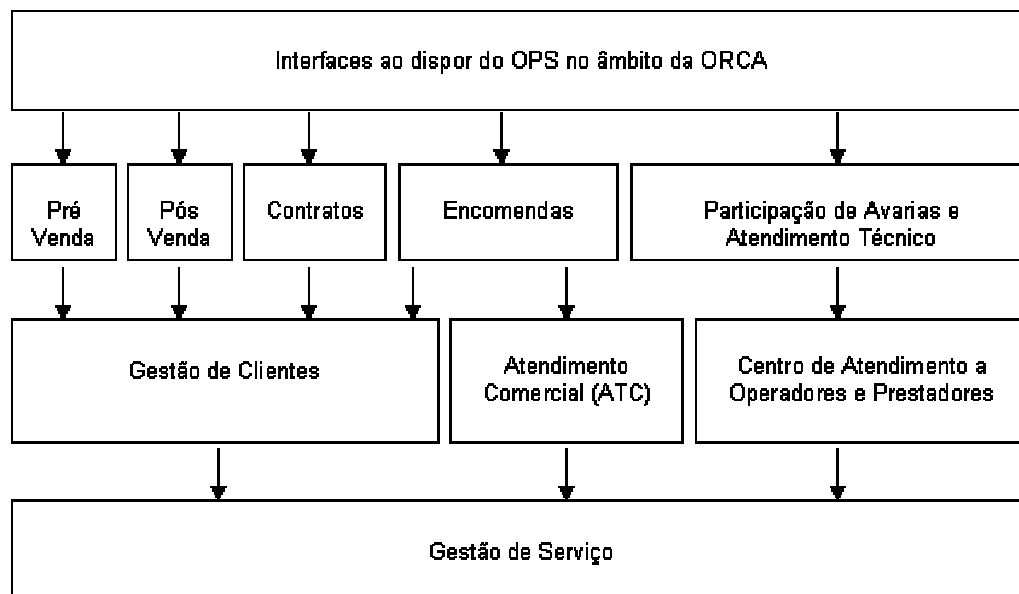 Interfaces ao dispor do OPS no âmbito da ORCA
Pré
Venda
Pós
Venda
Contratos
Encomendas
Participação de Avarias e
Atendimento Técnico
Gestão de Clientes
Atendimento
Comercial (ATC)
Centro de Atendimento a
Operadores e Prestadores
Gestão de Serviço